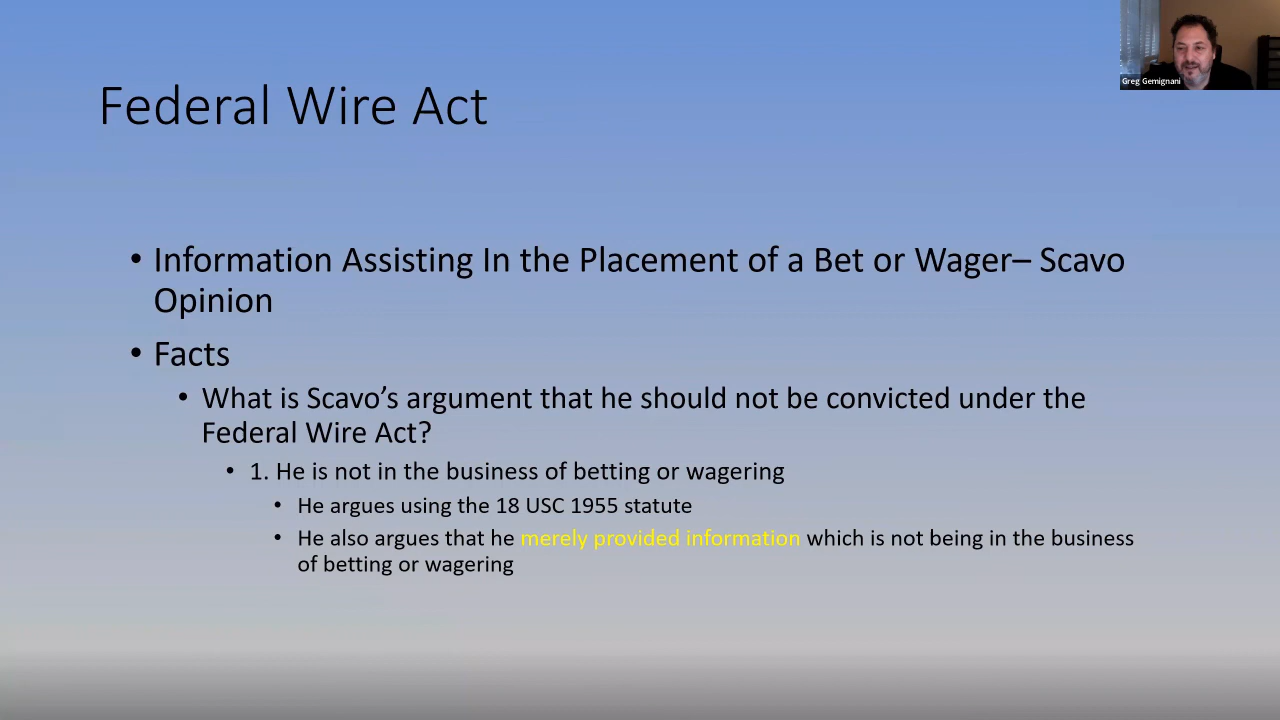 Greg Gemignani
Federal Wire Act
• Information Assisting In the Placement of a Bet or Wager– Scavo
Opinion
• Facts
• What is Scavo’s argument that he should not be convicted under the
Federal Wire Act?
• 1. He is not in the business of betting or wagering
• He argues using the 18 USC 1955 statute
• He also argues that he merely provided information which is not being in the business
of betting or wagering